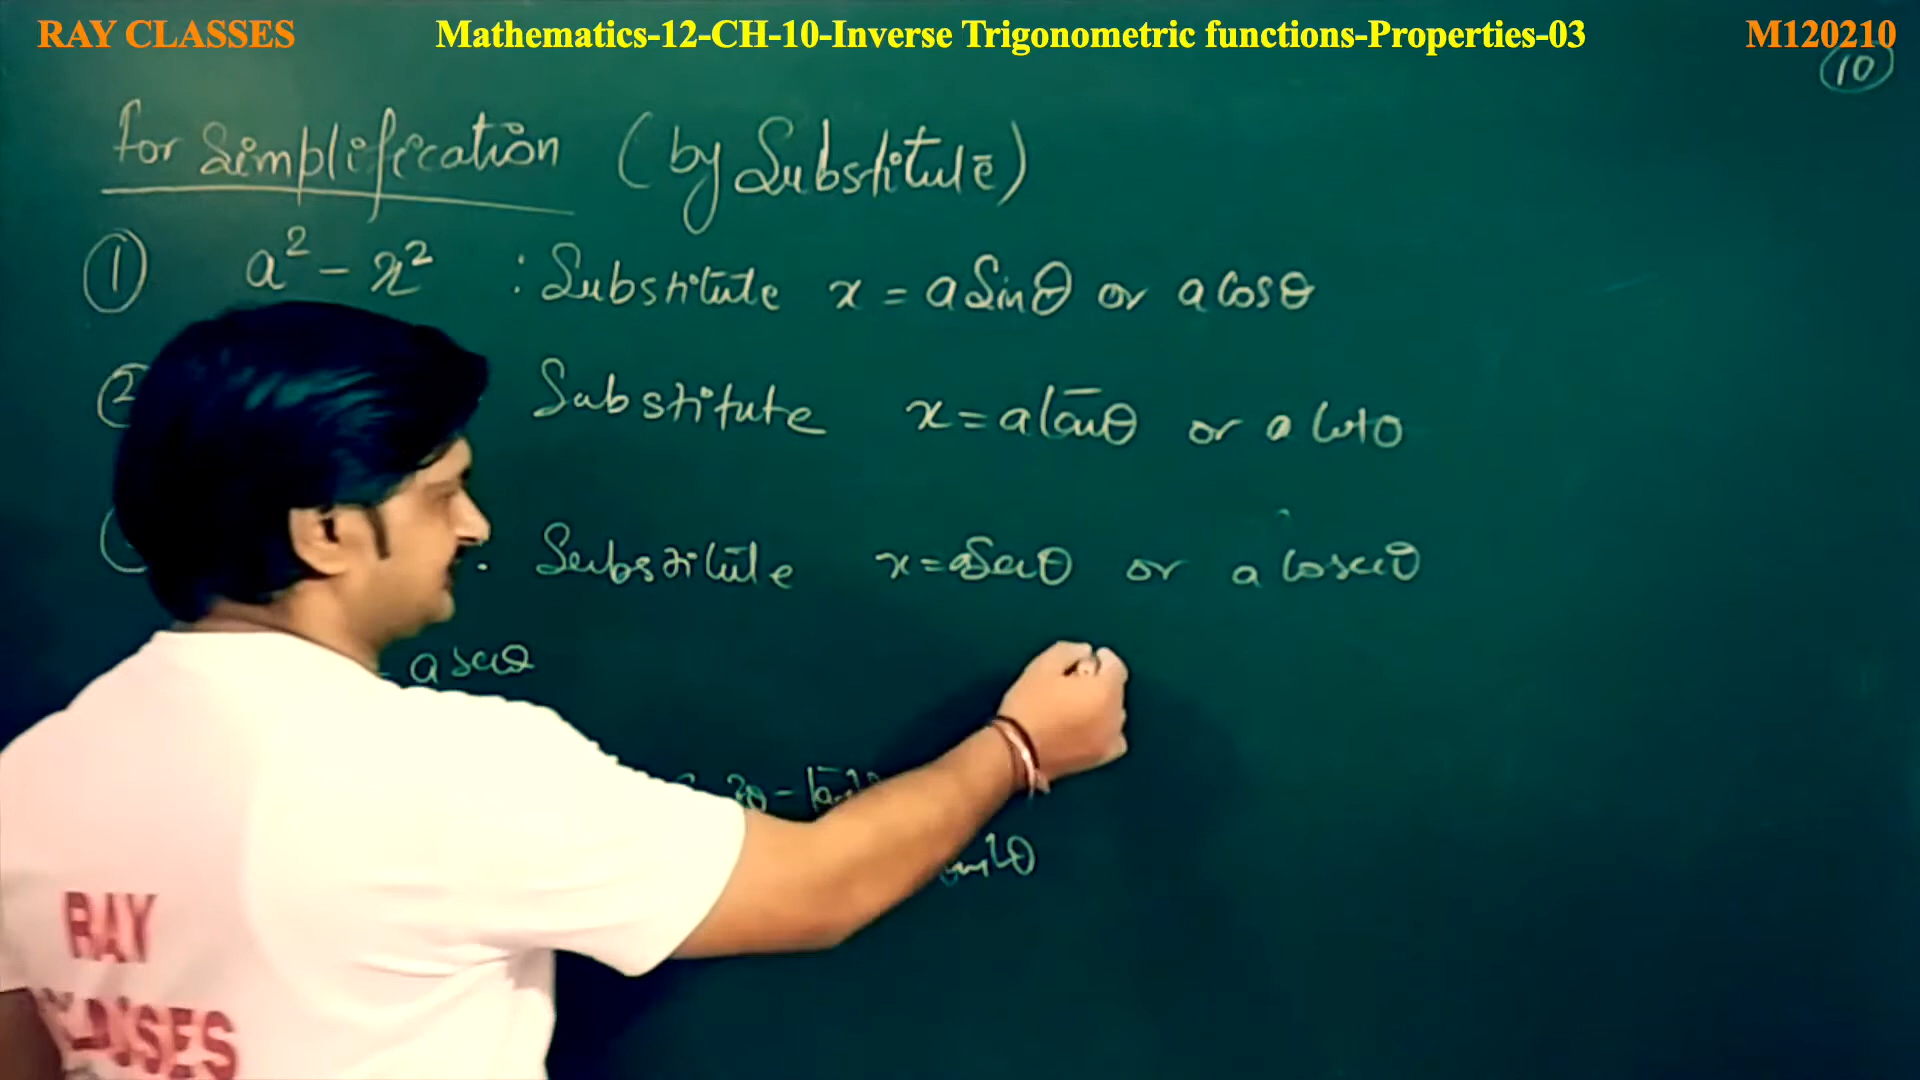 RAY CLASSES Mathematics-12-CH-10-Inverse Trigonometric functions-Properties-03 M120210
10
for Simplification (by Substitute)
① a² - x² : Substitute x = a Sinθ or a cosθ
② Substitute x = a tanθ or a cotθ
: Substitute x = a Secθ or a Cosecθ
a secθ
RAY
CLASSES